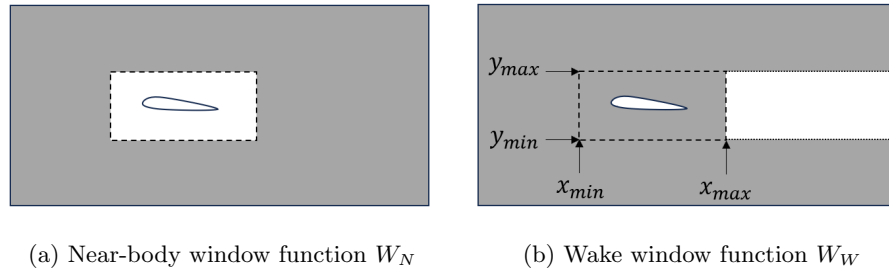 y_max
y_min
x_min
x_max
(a) Near-body window function W_N
(b) Wake window function W_W